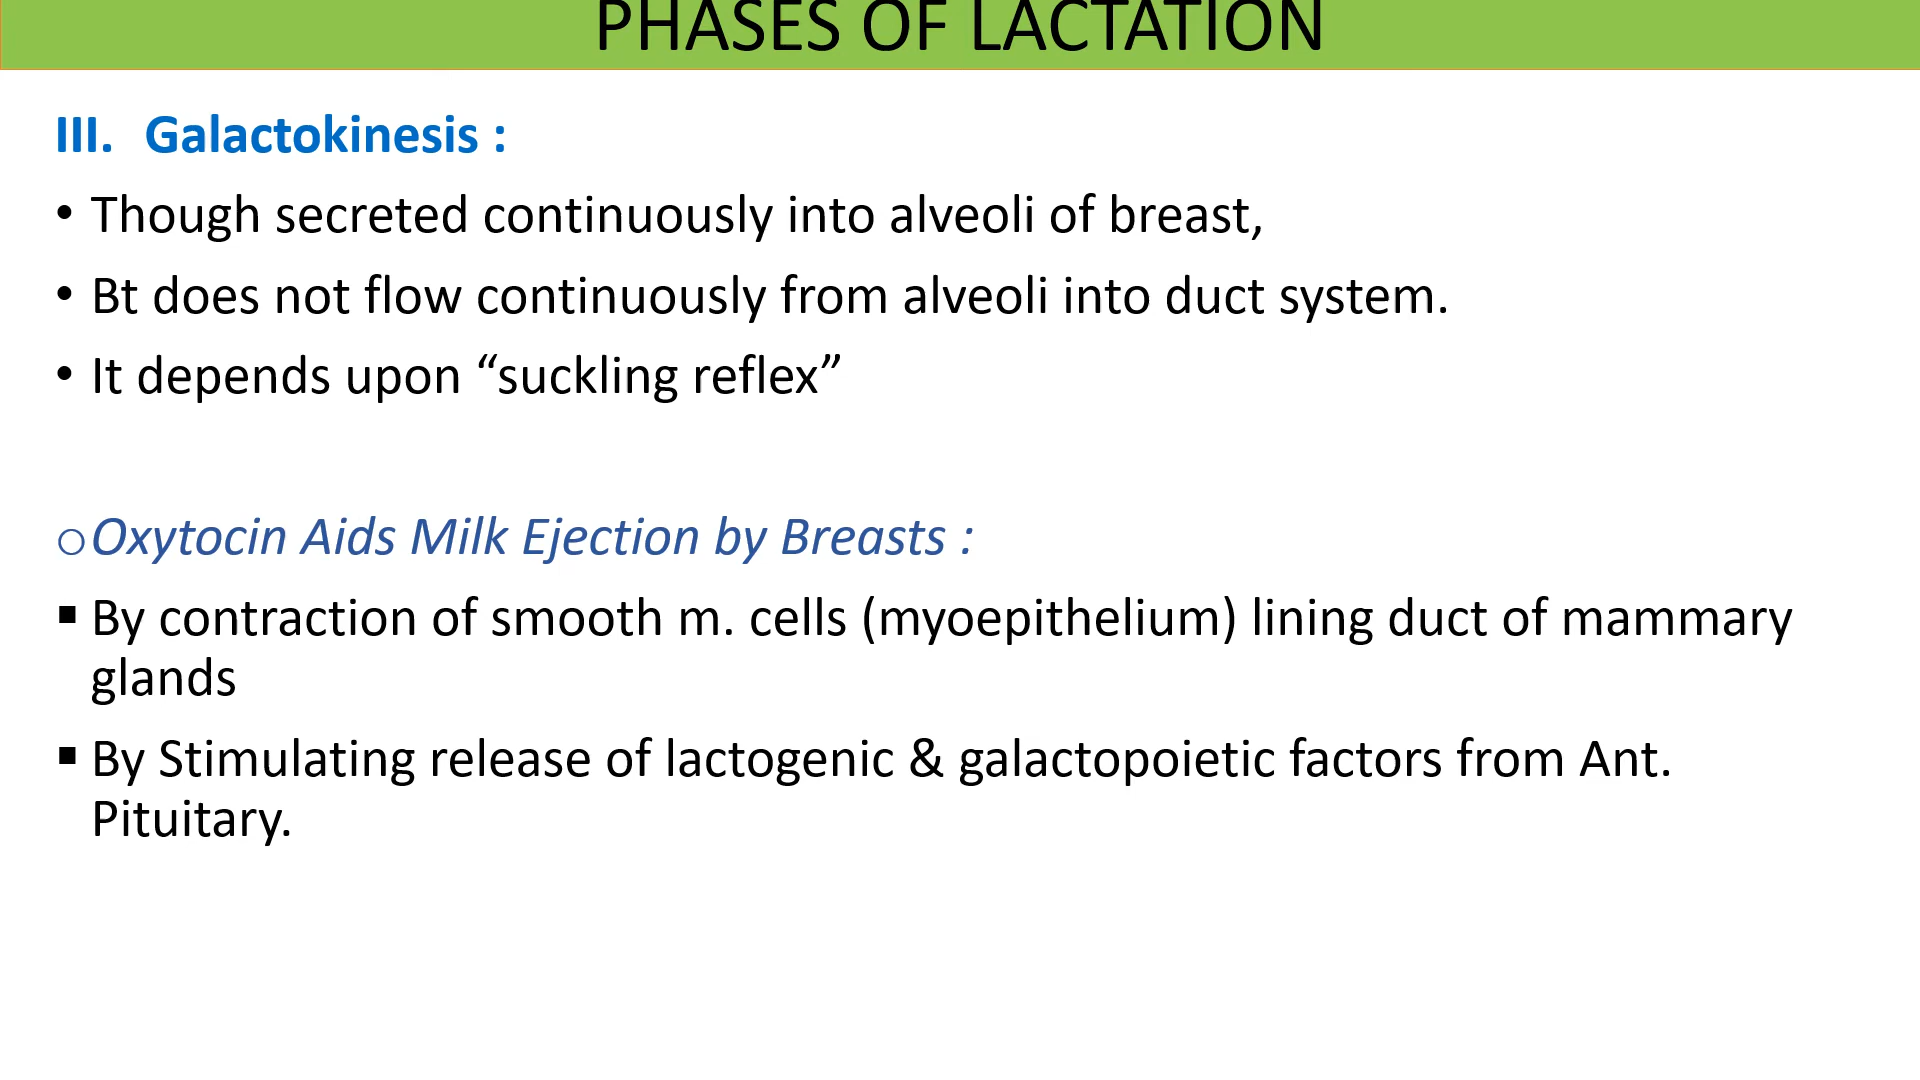 PHASES OF LACTATION
III. Galactokinesis :
• Though secreted continuously into alveoli of breast,
• Bt does not flow continuously from alveoli into duct system.
• It depends upon “suckling reflex”
o Oxytocin Aids Milk Ejection by Breasts :
▪ By contraction of smooth m. cells (myoepithelium) lining duct of mammary
glands
▪ By Stimulating release of lactogenic & galactopoietic factors from Ant.
Pituitary.